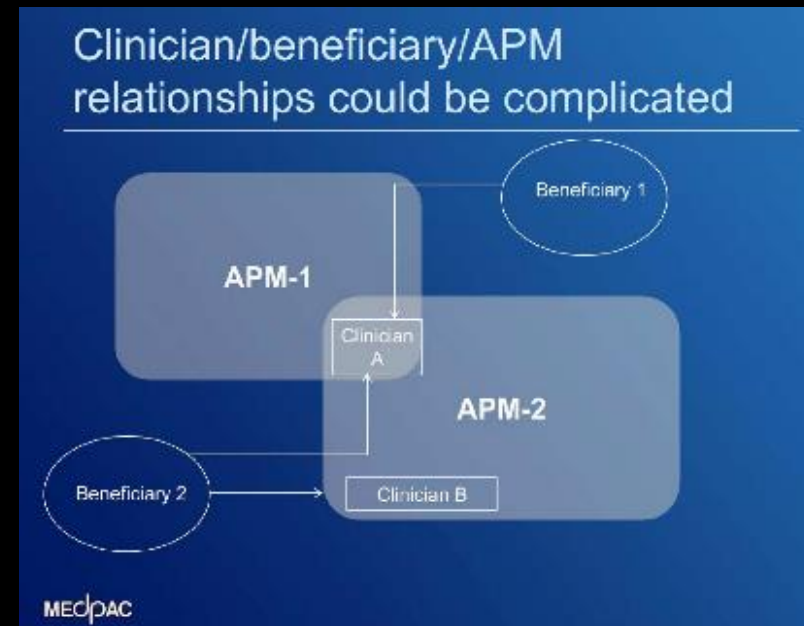 Clinician/beneficiary/APM
relationships could be complicated
Beneficiary 1
APM-1
Clinician
A
APM-2
Beneficiary 2
Clinician B
MEDPAC